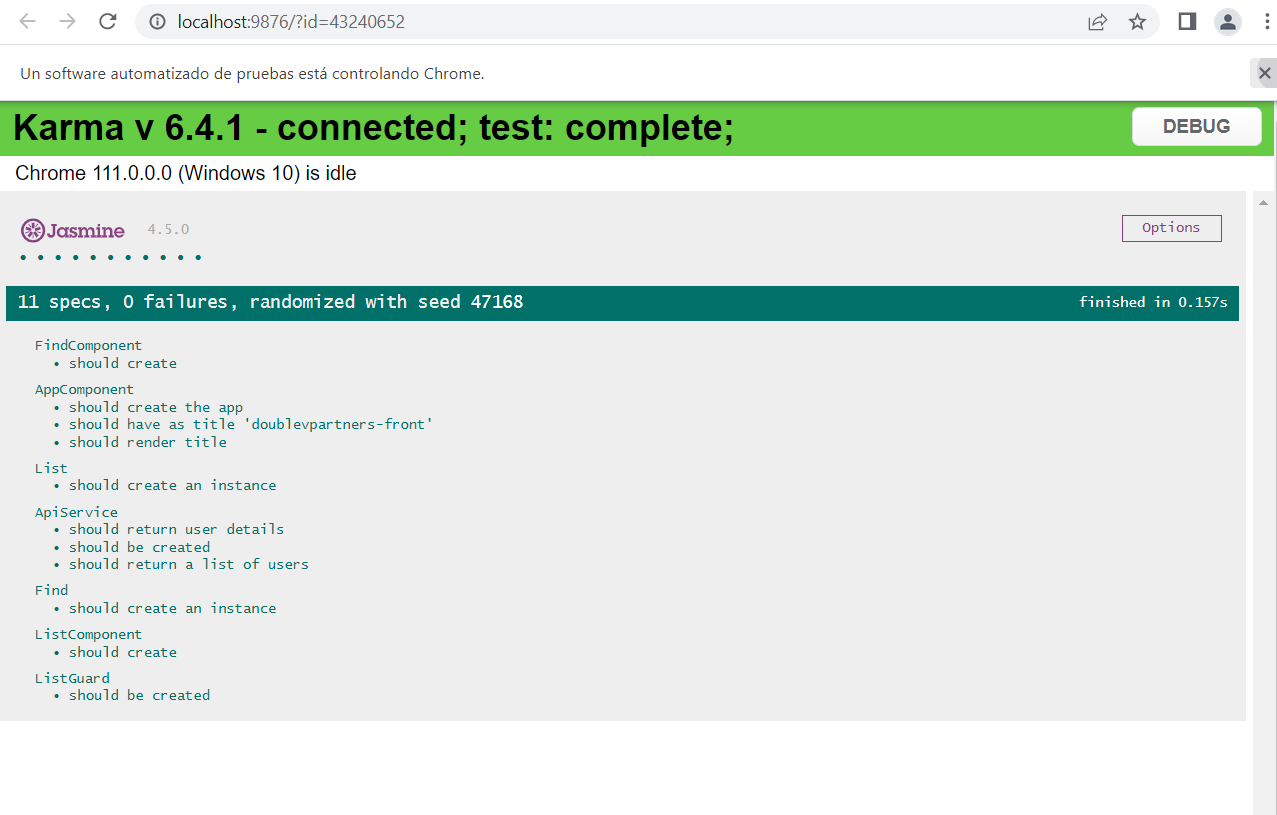 localhost:9876/?id=43240652
Un software automatizado de pruebas está controlando Chrome.
Karma v 6.4.1 - connected; test: complete;
DEBUG
Chrome 111.0.0.0 (Windows 10) is idle
Jasmine 4.5.0
Options
11 specs, 0 failures, randomized with seed 47168
finished in 0.157s
FindComponent
• should create
AppComponent
• should create the app
• should have as title 'doublevpartners-front'
• should render title
List
• should create an instance
ApiService
• should return user details
• should be created
• should return a list of users
Find
• should create an instance
ListComponent
• should create
ListGuard
• should be created